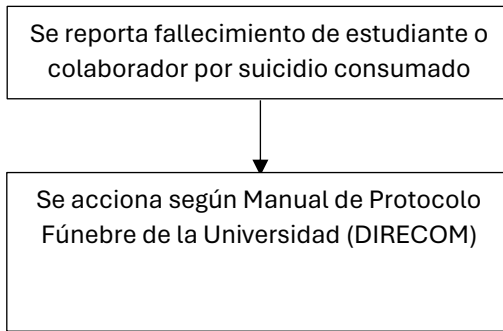 Se reporta fallecimiento de estudiante o
colaborador por suicidio consumado
Se acciona según Manual de Protocolo
Fúnebre de la Universidad (DIRECOM)